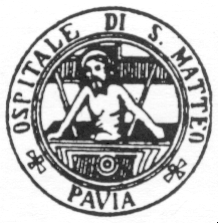 OSPITALE DI S. MATTEO
PAVIA